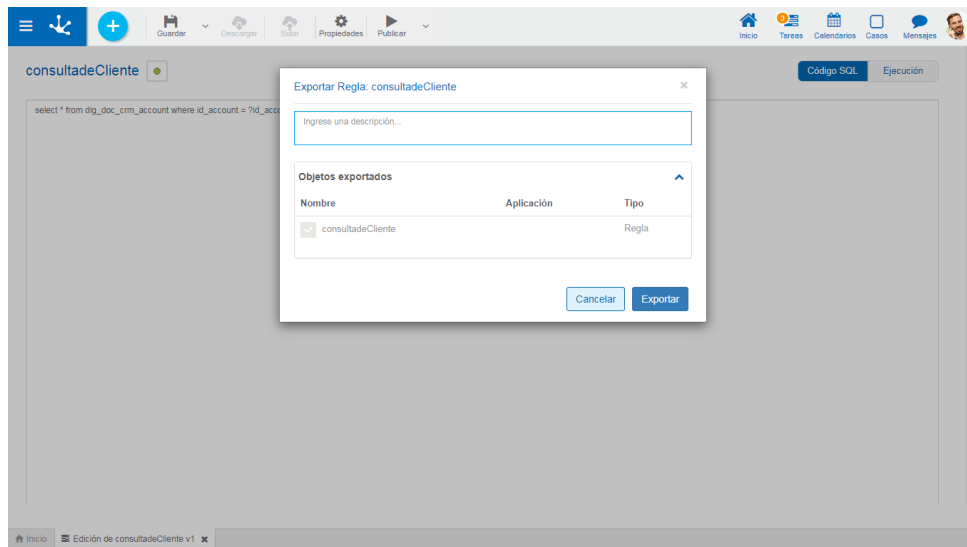 Guardar
Descargar
Subir
Propiedades
Publicar
Inicio
3
Tareas
Calendarios
Casos
Mensajes
consultadeCliente
Código SQL
Ejecución
select * from dig_doc_crm_account where id_account = ?id_acco
Exportar Regla: consultadeCliente
Ingrese una descripción...
Objetos exportados
Nombre Aplicación Tipo
consultadeCliente Regla
Cancelar Exportar
Inicio Edición de consultadeCliente v1